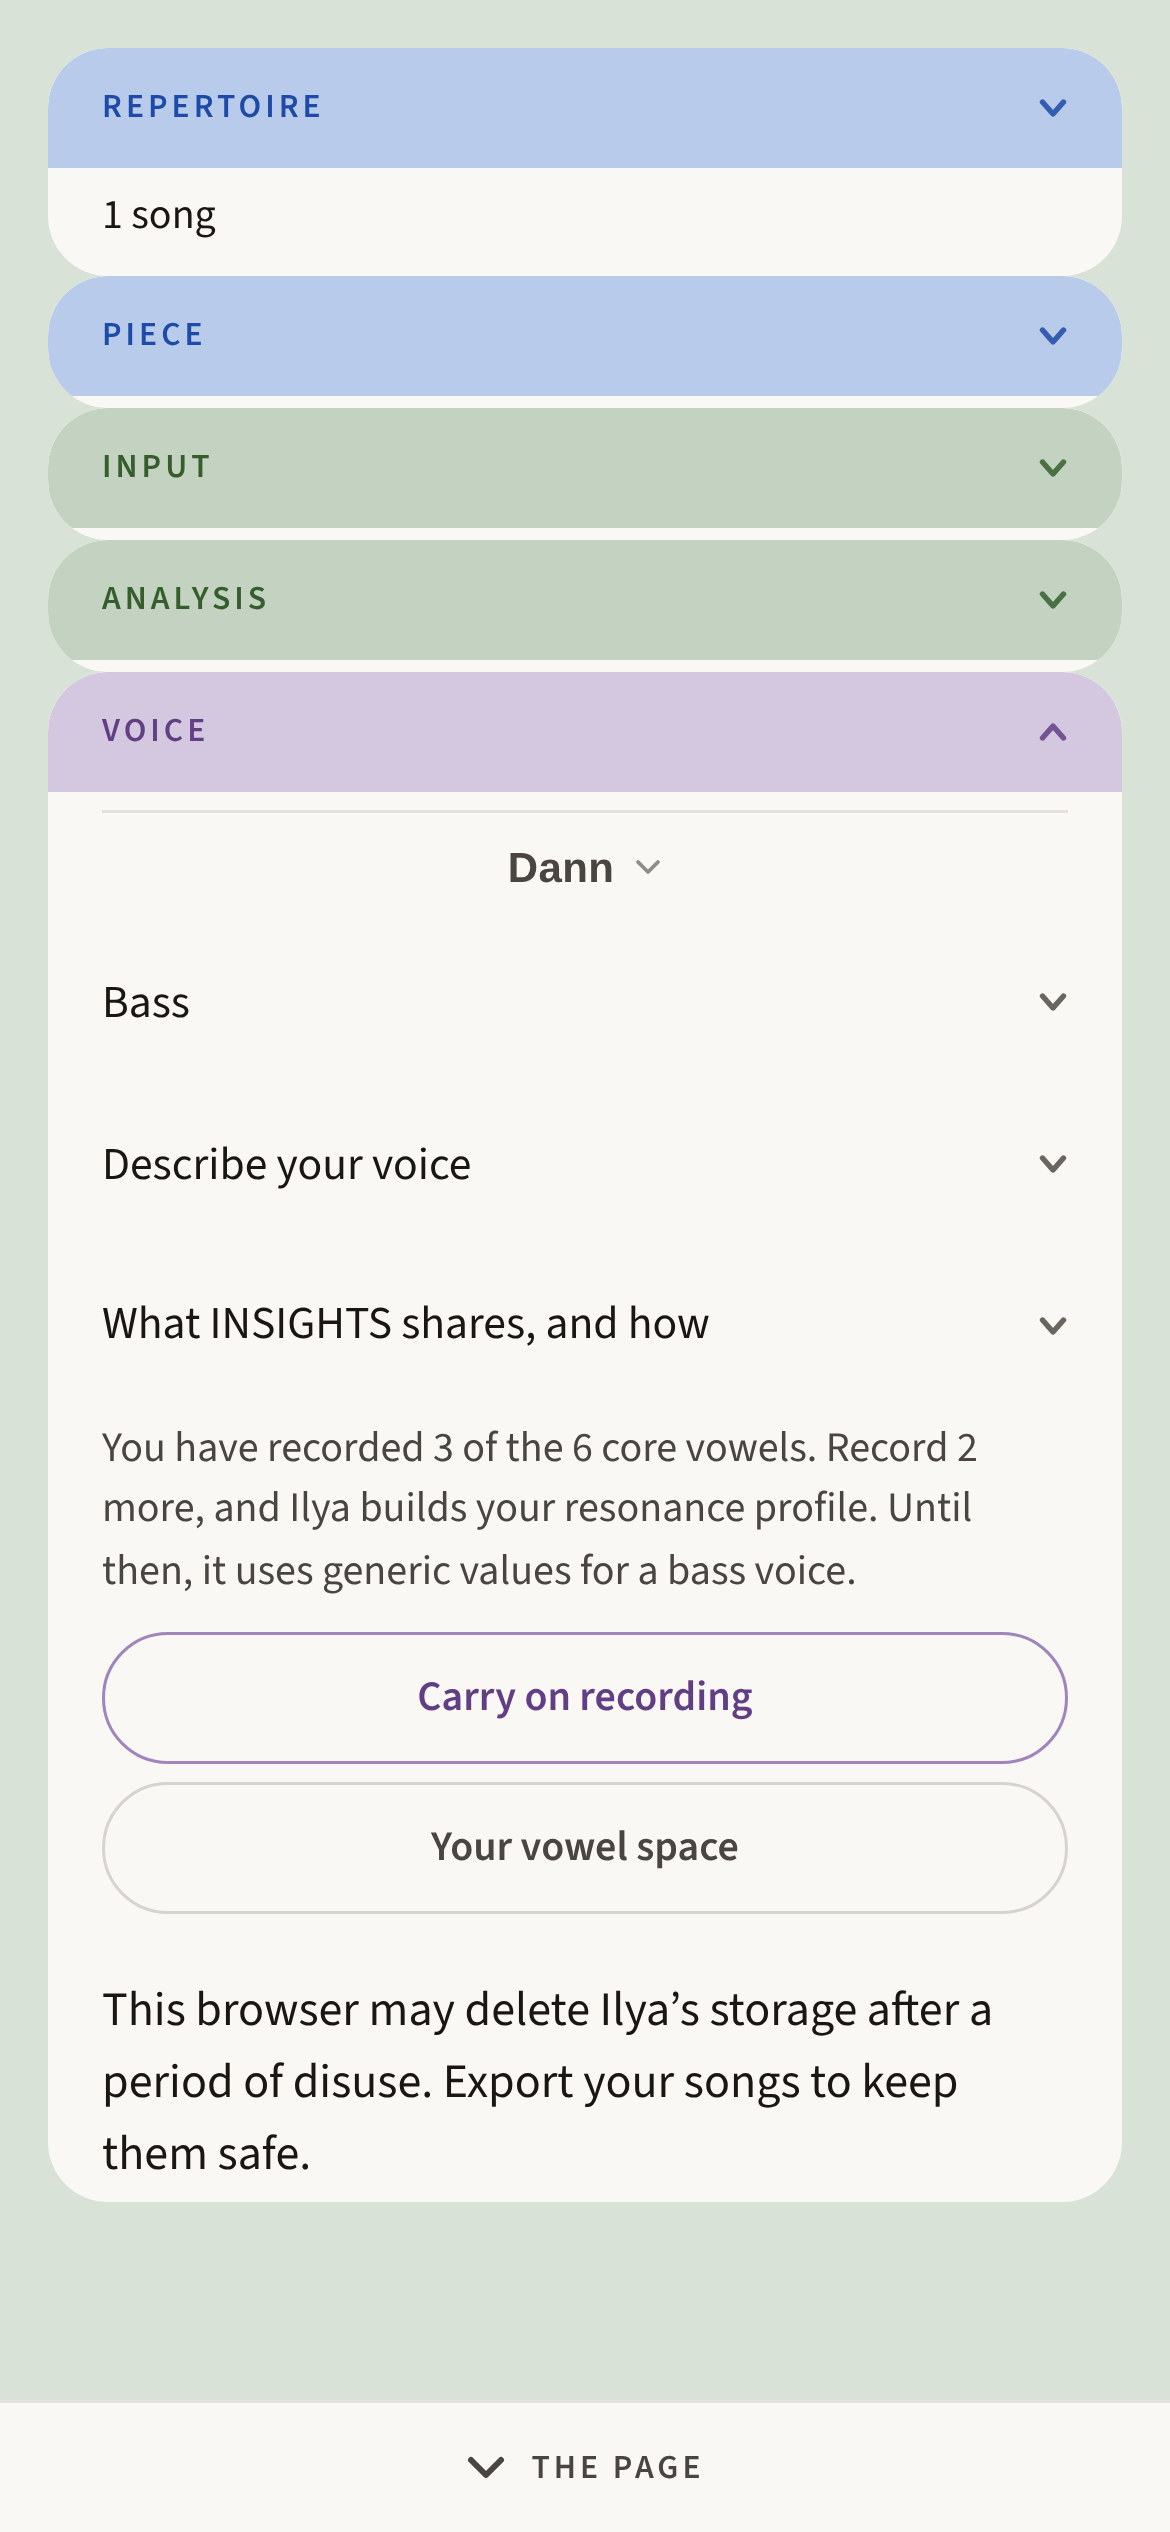 REPERTOIRE
1 song
PIECE
INPUT
ANALYSIS
VOICE
Dann
Bass
Describe your voice
What INSIGHTS shares, and how
You have recorded 3 of the 6 core vowels. Record 2
more, and Ilya builds your resonance profile. Until
then, it uses generic values for a bass voice.
Carry on recording
Your vowel space
This browser may delete Ilya’s storage after a
period of disuse. Export your songs to keep
them safe.
THE PAGE